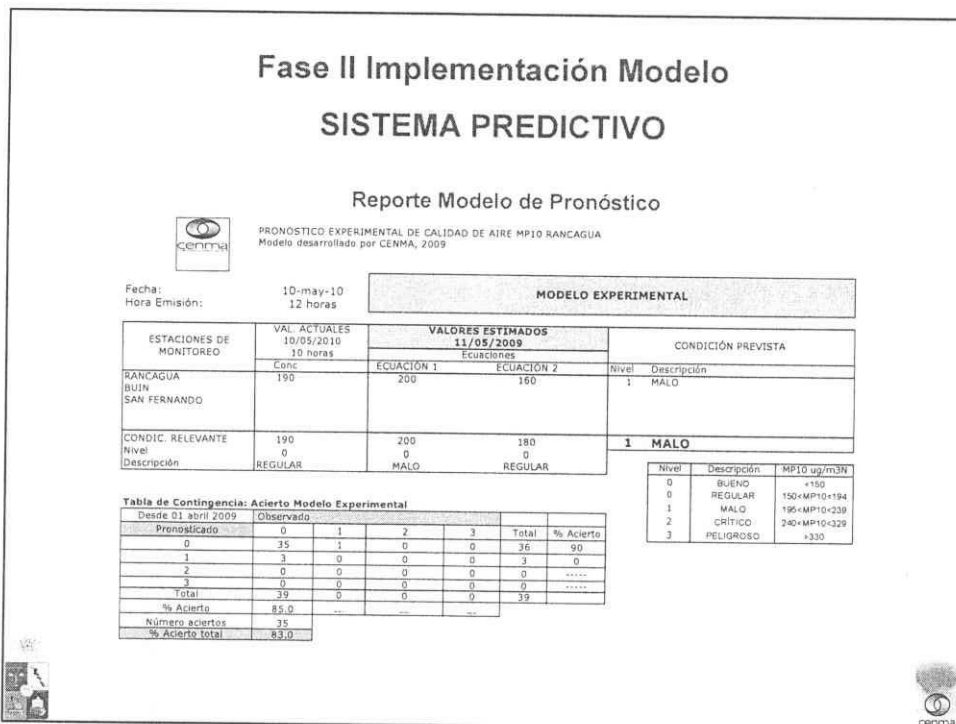 Fase II Implementación Modelo
SISTEMA PREDICTIVO
Reporte Modelo de Pronóstico
cenma
PRONÓSTICO EXPERIMENTAL DE CALIDAD DE AIRE MP10 RANCAGUA
Modelo desarrollado por CENMA, 2009
Fecha: 10-may-10
Hora Emisión: 12 horas
MODELO EXPERIMENTAL
ESTACIONES DE MONITOREO VAL. ACTUALES 10/05/2010 10 horas VALORES ESTIMADOS 11/05/2009 CONDICIÓN PREVISTA
Ecuaciones
Conc ECUACIÓN 1 ECUACIÓN 2 Nivel Descripción
RANCAGUA 190 200 160 1 MALO
BUIN
SAN FERNANDO
CONDIC. RELEVANTE 190 200 180 1 MALO
Nivel 0 0 0
Descripción REGULAR MALO REGULAR
Nivel Descripción MP10 ug/m3N
0 BUENO <150
0 REGULAR 150<MP10<194
1 MALO 195<MP10<239
2 CRÍTICO 240<MP10<329
3 PELIGROSO >330
Tabla de Contingencia: Acierto Modelo Experimental
Desde 01 abril 2009 Observado
Pronosticado 0 1 2 3 Total % Acierto
0 35 1 0 0 36 90
1 3 0 0 0 3 0
2 0 0 0 0 0 -----
3 0 0 0 0 0 -----
Total 39 0 0 0 39
% Acierto 85.0 --- --- ---
Número aciertos 35
% Acierto total 83.0
cenma